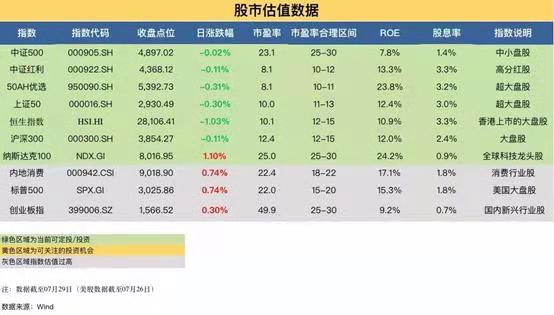 股市估值数据
指数 指数代码 收盘点位 日涨跌幅 市盈率 市盈率合理区间 ROE 股息率 指数说明
中证500 000905.SH 4,897.02 -0.02% 23.1 25-30 7.8% 1.4% 中小盘股
中证红利 000922.SH 4,368.12 -0.11% 8.1 10-12 13.3% 3.3% 高分红股
50AH优选 950090.SH 5,392.73 -0.31% 8.1 10-11 23.8% 3.2% 超大盘股
上证50 000016.SH 2,930.49 -0.30% 10.0 11-13 12.4% 3.0% 超大盘股
恒生指数 HSI.HI 28,106.41 -1.03% 10.1 12-15 10.9% 3.3% 香港上市的大盘股
沪深300 000300.SH 3,854.27 -0.11% 12.4 12-15 12.0% 2.4% 大盘股
纳斯达克100 NDX.GI 8,016.95 1.10% 25.0 25-30 24.2% 0.9% 全球科技龙头股
内地消费 000942.CSI 9,018.90 0.74% 22.4 18-22 17.1% 1.8% 消费行业股
标普500 SPX.GI 3,025.86 0.74% 22.0 15-20 15.3% 1.8% 美国大盘股
创业板指 399006.SZ 1,566.52 0.30% 49.9 25-30 9.2% 0.7% 国内新兴行业股
绿色区域为当前可定投/投资
黄色区域为可关注的投资机会
灰色区域指数估值过高
注: 数据截至07月29日(美股数据截至07月26日)
数据来源：Wind